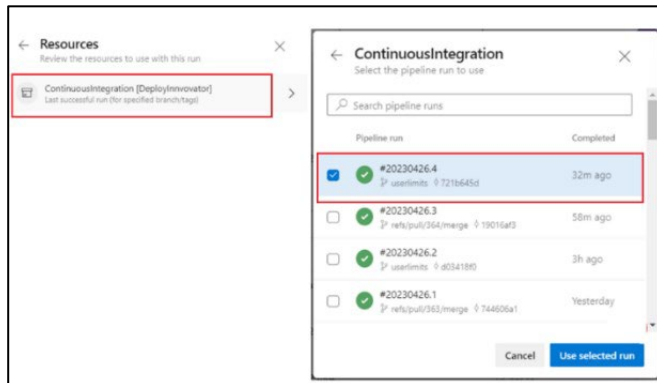 Resources
Review the resources to use with this run
ContinuousIntegration [DeployInnvovator]
Last successful run (for specified branch/tags)
ContinuousIntegration
Select the pipeline run to use
Search pipeline runs
Pipeline run Completed
#20230426.4
userlimits 721b645d 32m ago
#20230426.3
refs/pull/364/merge 19016af3 58m ago
#20230426.2
userlimits d03418f0 3h ago
#20230426.1
refs/pull/363/merge 744606a1 Yesterday
Cancel Use selected run